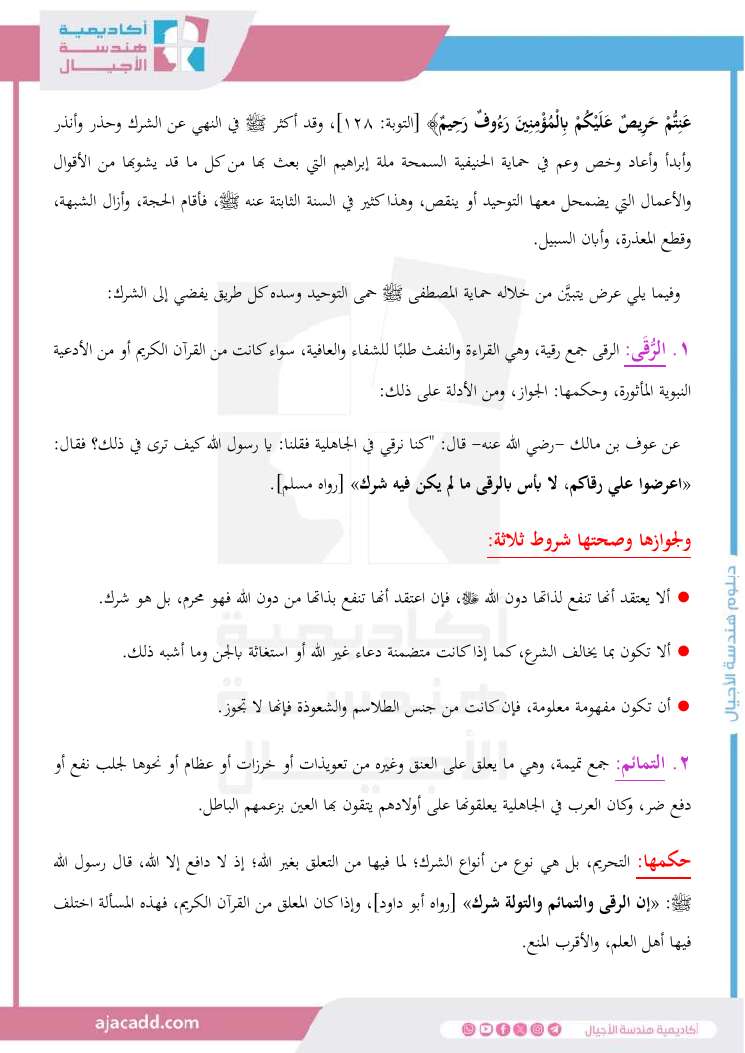 أكاديمية
هندسة
الأجيال
عَنِتُّمْ حَرِيصٌ عَلَيْكُمْ بِالْمُؤْمِنِينَ رَءُوفٌ رَحِيمٌ﴾ [التوبة: ١٢٨]، وقد أكثر ﷺ في النهي عن الشرك وحذر وأنذر
وأبدأ وأعاد وخص وعم في حماية الحنيفية السمحة ملة إبراهيم التي بعث بها من كل ما قد يشوبها من الأقوال
والأعمال التي يضمحل معها التوحيد أو ينقص، وهذا كثير في السنة الثابتة عنه ﷺ، فأقام الحجة، وأزال الشبهة،
وقطع المعذرة، وأبان السبيل.
وفيما يلي عرض يتبيَّن من خلاله حماية المصطفى ﷺ حمى التوحيد وسده كل طريق يفضي إلى الشرك:
١. الرُّقَى: الرقى جمع رقية، وهي القراءة والنفث طلبًا للشفاء والعافية، سواء كانت من القرآن الكريم أو من الأدعية
النبوية المأثورة، وحكمها: الجواز، ومن الأدلة على ذلك:
عن عوف بن مالك -رضي الله عنه- قال: "كنا نرقي في الجاهلية فقلنا: يا رسول الله كيف ترى في ذلك؟ فقال:
«اعرضوا علي رقاكم، لا بأس بالرقى ما لم يكن فيه شرك» [رواه مسلم].
ولجوازها وصحتها شروط ثلاثة:
● ألا يعتقد أنها تنفع لذاتها دون الله ﷻ، فإن اعتقد أنها تنفع بذاتها من دون الله فهو محرم، بل هو شرك.
● ألا تكون بما يخالف الشرع، كما إذا كانت متضمنة دعاء غير الله أو استغاثة بالجن وما أشبه ذلك.
● أن تكون مفهومة معلومة، فإن كانت من جنس الطلاسم والشعوذة فإنها لا تجوز.
٢. التمائم: جمع تميمة، وهي ما يعلق على العنق وغيره من تعويذات أو خرزات أو عظام أو نحوها لجلب نفع أو
دفع ضر، وكان العرب في الجاهلية يعلقونها على أولادهم يتقون بها العين بزعمهم الباطل.
حكمها: التحريم، بل هي نوع من أنواع الشرك؛ لما فيها من التعلق بغير الله؛ إذ لا دافع إلا الله، قال رسول الله
ﷺ: «إن الرقى والتمائم والتولة شرك» [رواه أبو داود]، وإذا كان المعلق من القرآن الكريم، فهذه المسألة اختلف
فيها أهل العلم، والأقرب المنع.
دبلوم هندسة الأجيال
أكاديمية
هندسة
الأجيال
أكاديمية هندسة الأجيال
ajacadd.com